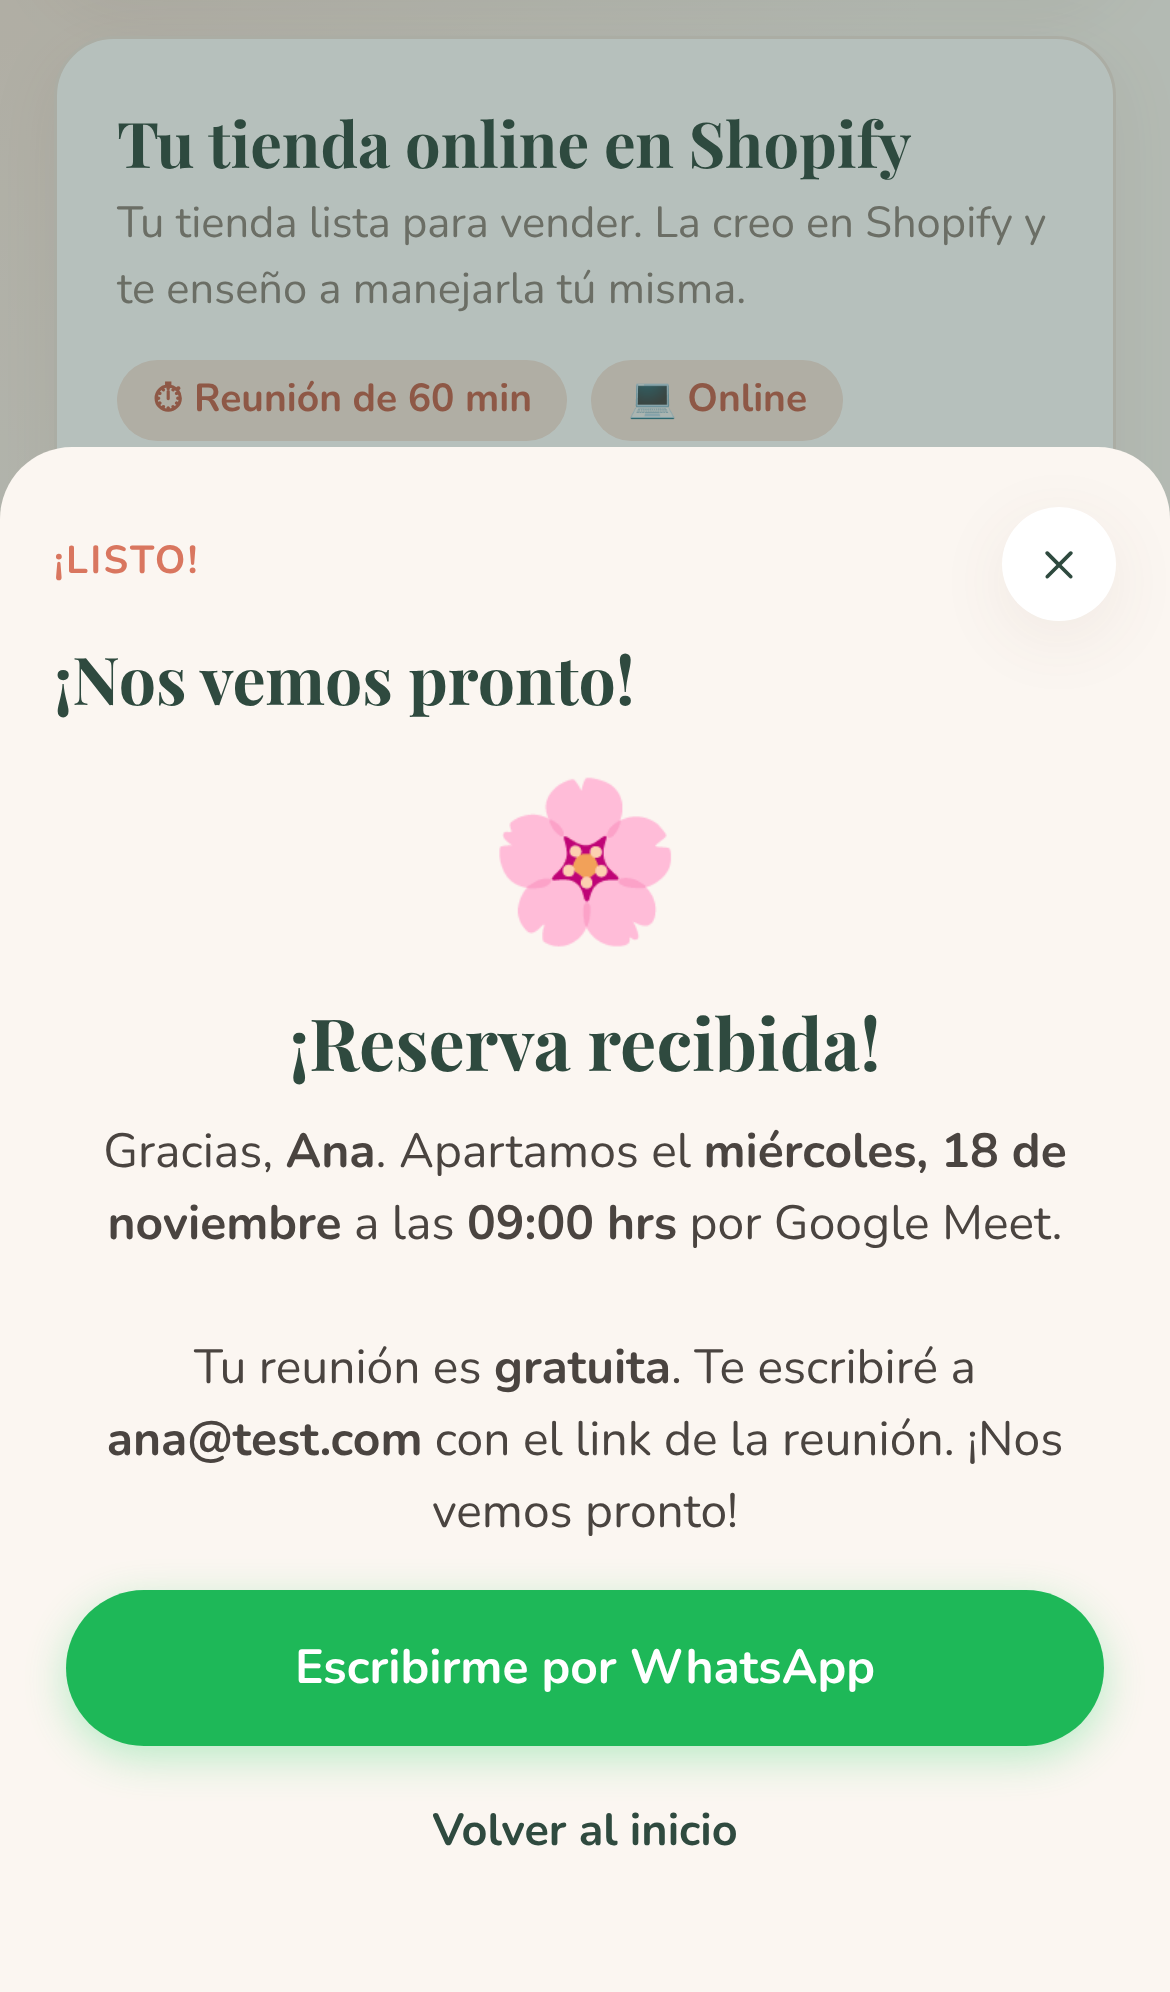 Tu tienda online en Shopify
Tu tienda lista para vender. La creo en Shopify y
te enseño a manejarla tú misma.
⏱ Reunión de 60 min
💻 Online
¡LISTO!
¡Nos vemos pronto!
¡Reserva recibida!
Gracias, Ana. Apartamos el miércoles, 18 de
noviembre a las 09:00 hrs por Google Meet.
Tu reunión es gratuita. Te escribiré a
ana@test.com con el link de la reunión. ¡Nos
vemos pronto!
Escribirme por WhatsApp
Volver al inicio